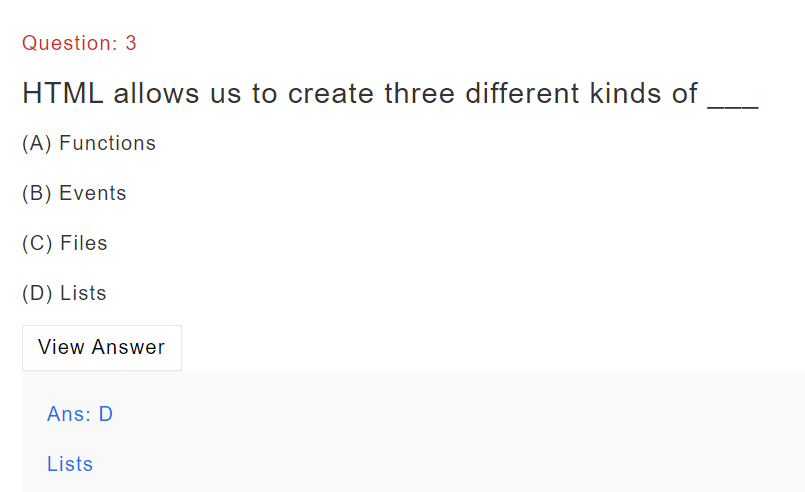 Question: 3
HTML allows us to create three different kinds of ___
(A) Functions
(B) Events
(C) Files
(D) Lists
View Answer
Ans: D
Lists